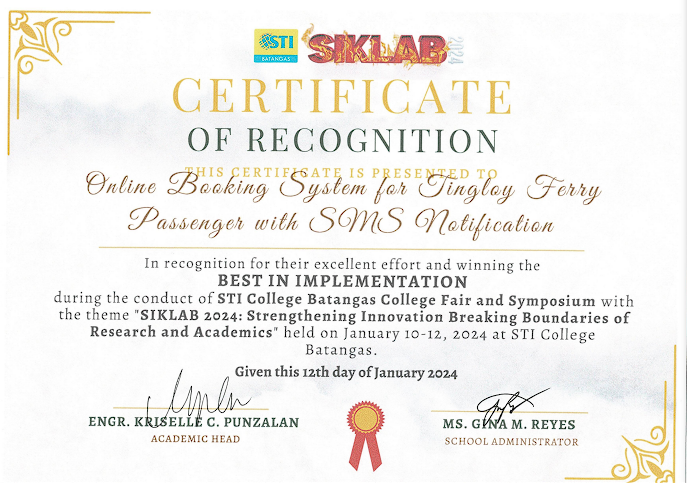 STI
BATANGAS
SIKLAB
2024
CERTIFICATE
OF RECOGNITION
THIS CERTIFICATE IS PRESENTED TO
Online Booking System for Tingloy Ferry
Passenger with SMS Notification
In recognition for their excellent effort and winning the
BEST IN IMPLEMENTATION
during the conduct of STI College Batangas College Fair and Symposium with
the theme "SIKLAB 2024: Strengthening Innovation Breaking Boundaries of
Research and Academics" held on January 10-12, 2024 at STI College
Batangas.
Given this 12th day of January 2024
ENGR. KRISELLE C. PUNZALAN
ACADEMIC HEAD
MS. GINA M. REYES
SCHOOL ADMINISTRATOR